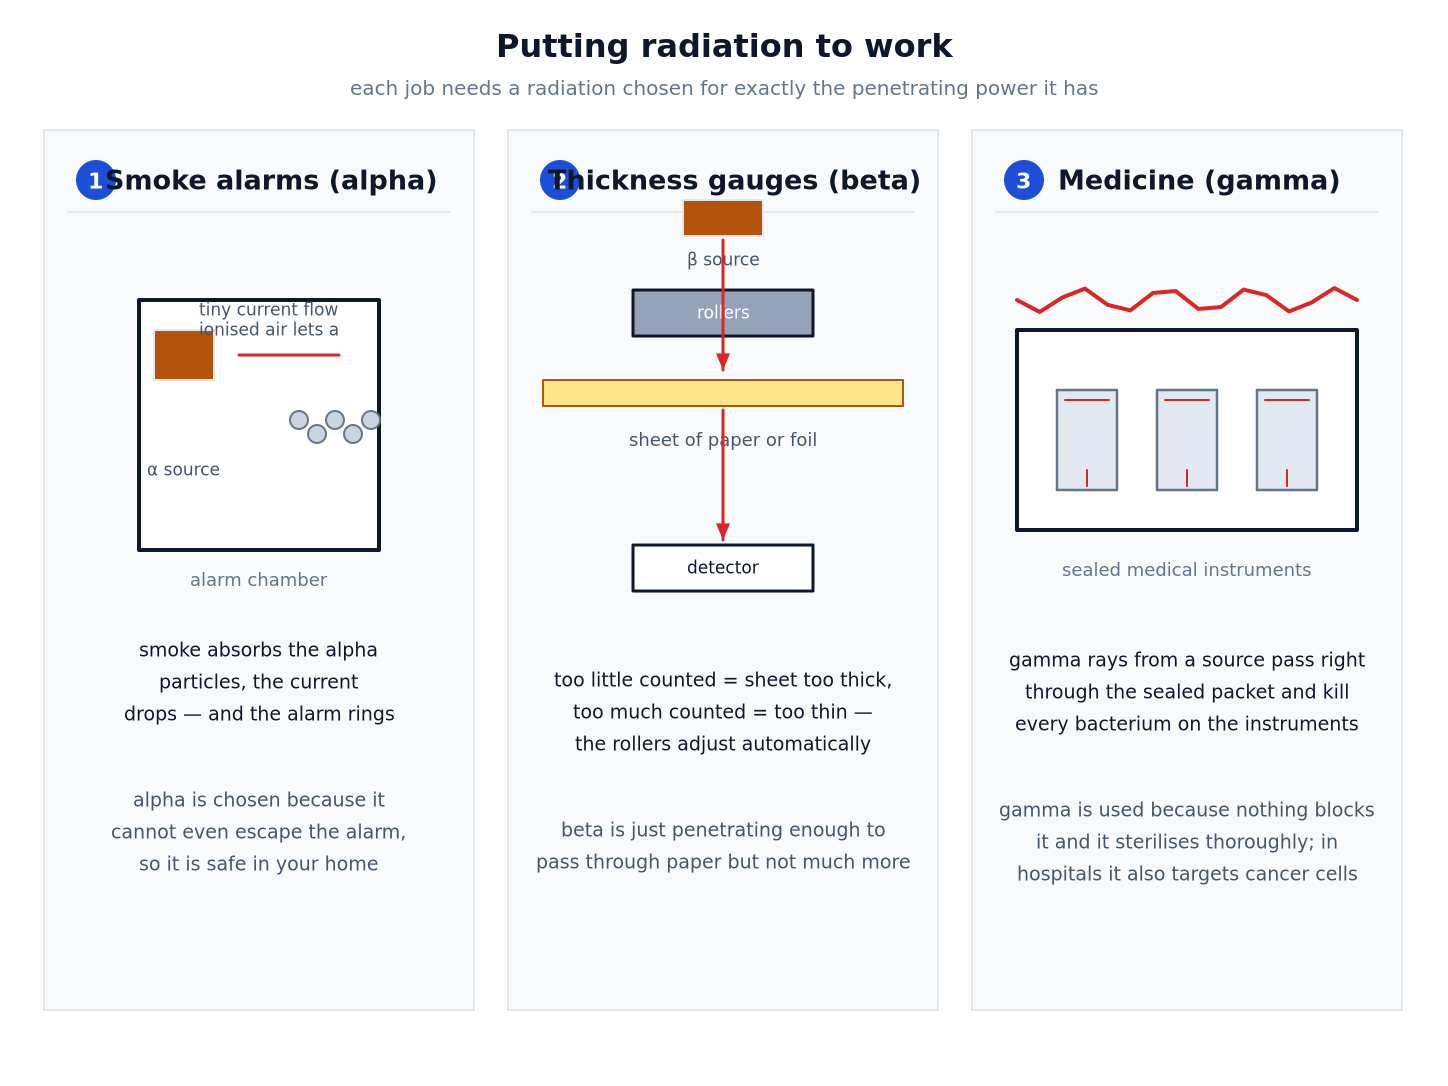 Putting radiation to work
each job needs a radiation chosen for exactly the penetrating power it has
1 Smoke alarms (alpha)
tiny current flow
ionised air lets a
α source
alarm chamber
smoke absorbs the alpha
particles, the current
drops — and the alarm rings
alpha is chosen because it
cannot even escape the alarm,
so it is safe in your home
2 Thickness gauges (beta)
β source
rollers
sheet of paper or foil
detector
too little counted = sheet too thick,
too much counted = too thin —
the rollers adjust automatically
beta is just penetrating enough to
pass through paper but not much more
3 Medicine (gamma)
sealed medical instruments
gamma rays from a source pass right
through the sealed packet and kill
every bacterium on the instruments
gamma is used because nothing blocks
it and it sterilises thoroughly; in
hospitals it also targets cancer cells